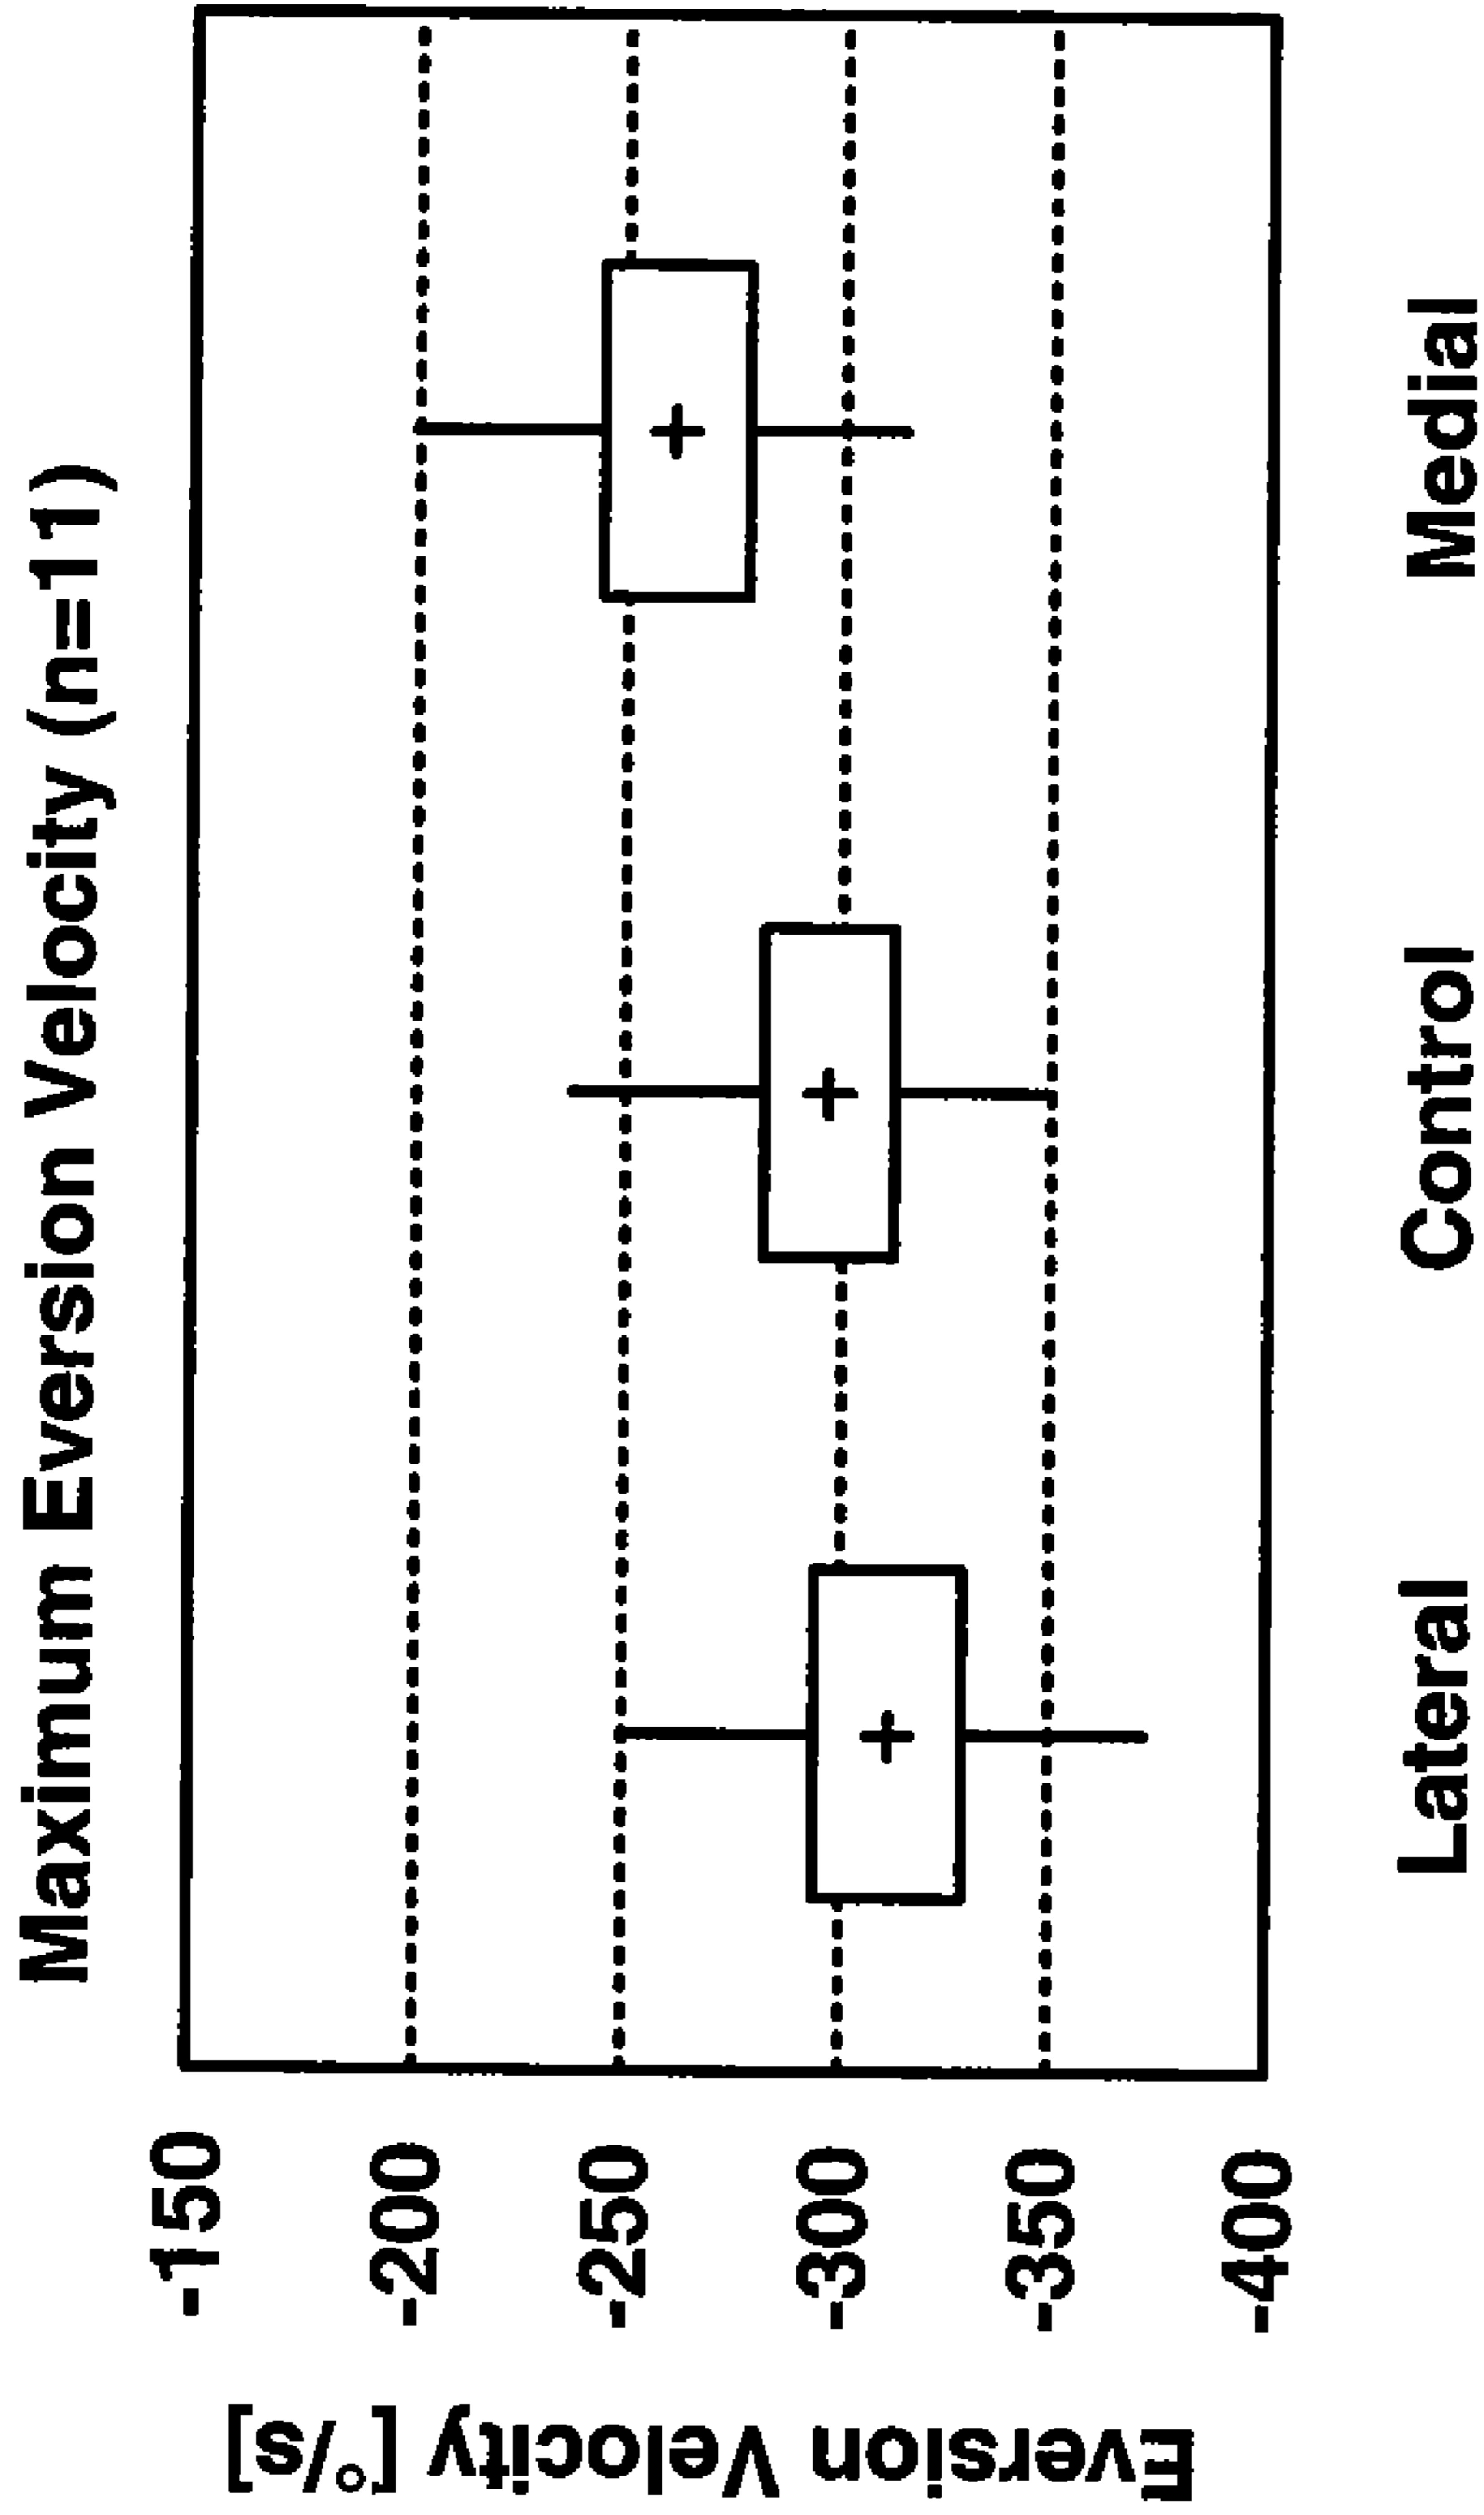 Maximum Eversion Velocity (n=11)
Eversion velocity [°/s]
-150
-200
-250
-300
-350
-400
Lateral
Control
Medial